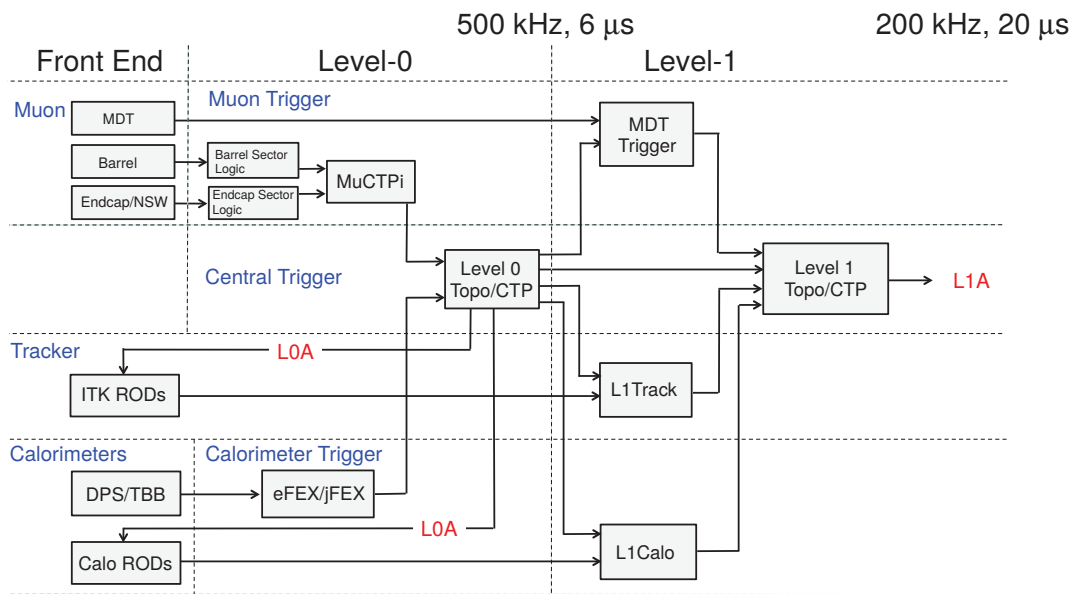 500 kHz, 6 μs
200 kHz, 20 μs
Front End
Level-0
Level-1
Muon
Muon Trigger
MDT
MDT
Trigger
Barrel
Barrel Sector
Logic
MuCTPi
Endcap/NSW
Endcap Sector
Logic
Central Trigger
Level 0
Topo/CTP
Level 1
Topo/CTP
L1A
Tracker
L0A
ITK RODs
L1Track
Calorimeters
Calorimeter Trigger
DPS/TBB
eFEX/jFEX
L0A
Calo RODs
L1Calo